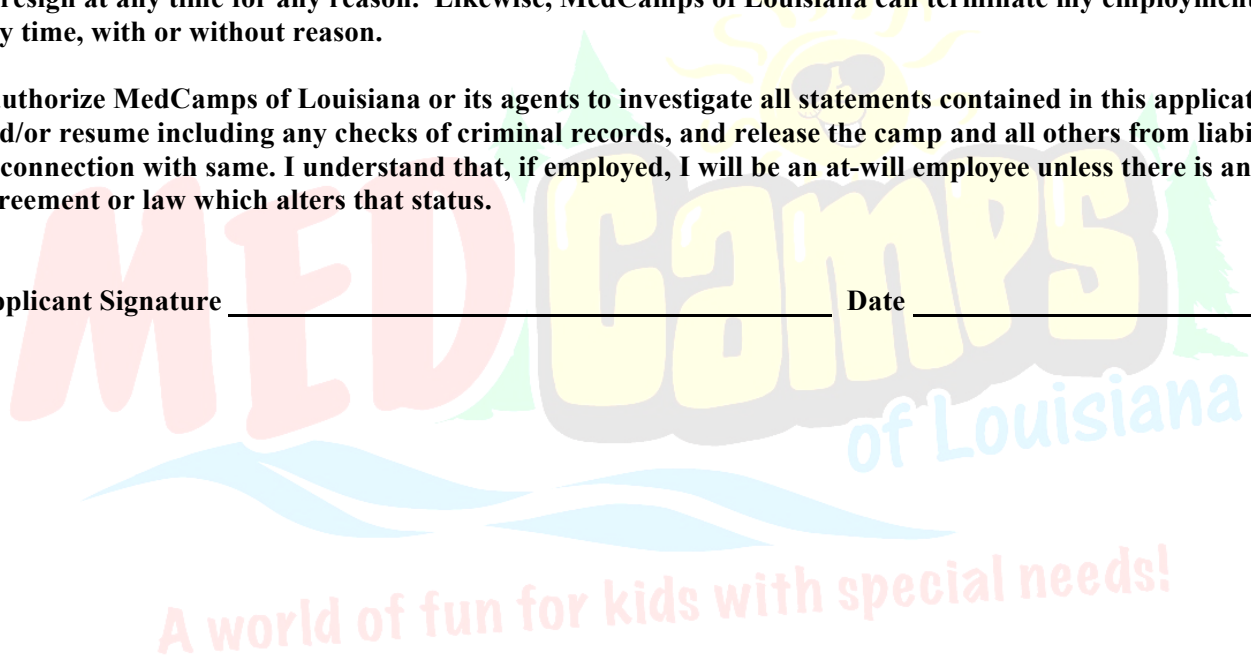 resign at any time for any reason. Likewise, MedCamps of Louisiana can terminate my employment
y time, with or without reason.
uthorize MedCamps of Louisiana or its agents to investigate all statements contained in this applicat
d/or resume including any checks of criminal records, and release the camp and all others from liabi
connection with same. I understand that, if employed, I will be an at-will employee unless there is an
reement or law which alters that status.
pplicant Signature Date
MED Camps
of Louisiana
A world of fun for kids with special needs!